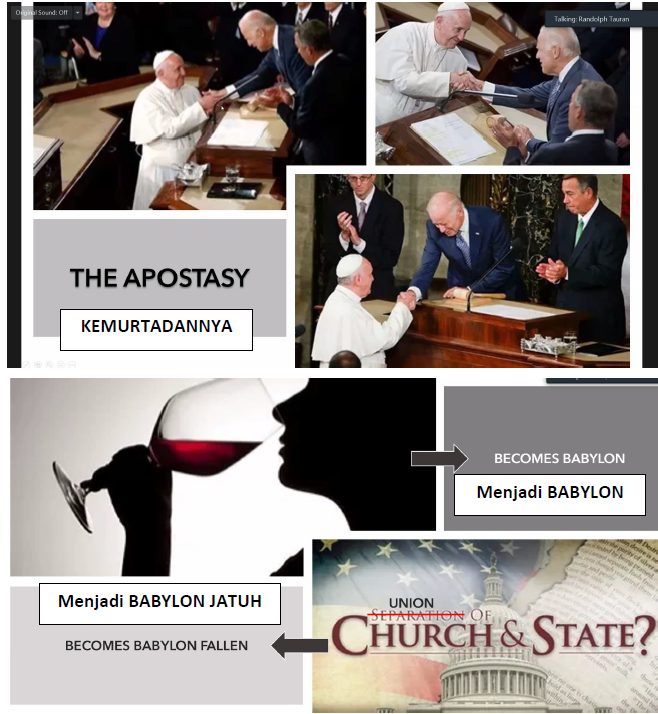 Original Sound: Off
Talking: Randolph Tauran
THE APOSTASY
KEMURTADANNYA
BECOMES BABYLON
Menjadi BABYLON
Menjadi BABYLON JATUH
BECOMES BABYLON FALLEN
UNION
SEPARATION OF
CHURCH & STATE?